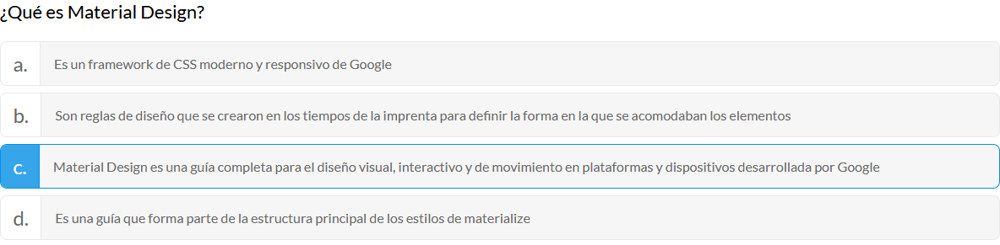 ¿Qué es Material Design?
a. Es un framework de CSS moderno y responsivo de Google
b. Son reglas de diseño que se crearon en los tiempos de la imprenta para definir la forma en la que se acomodaban los elementos
c. Material Design es una guía completa para el diseño visual, interactivo y de movimiento en plataformas y dispositivos desarrollada por Google
d. Es una guía que forma parte de la estructura principal de los estilos de materialize